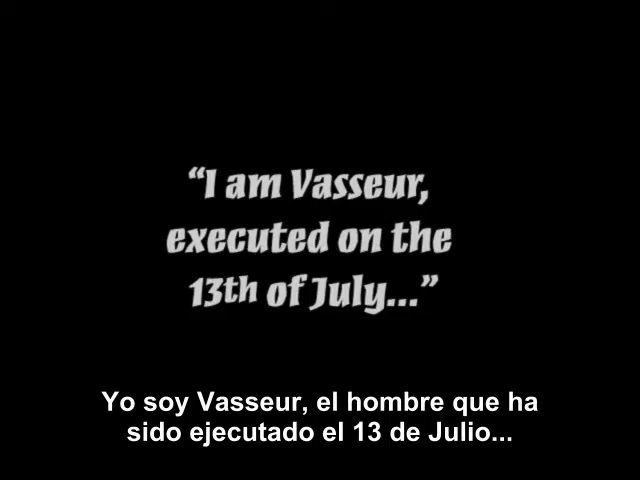 “I am Vasseur,
executed on the
13th of July...”
Yo soy Vasseur, el hombre que ha
sido ejecutado el 13 de Julio...